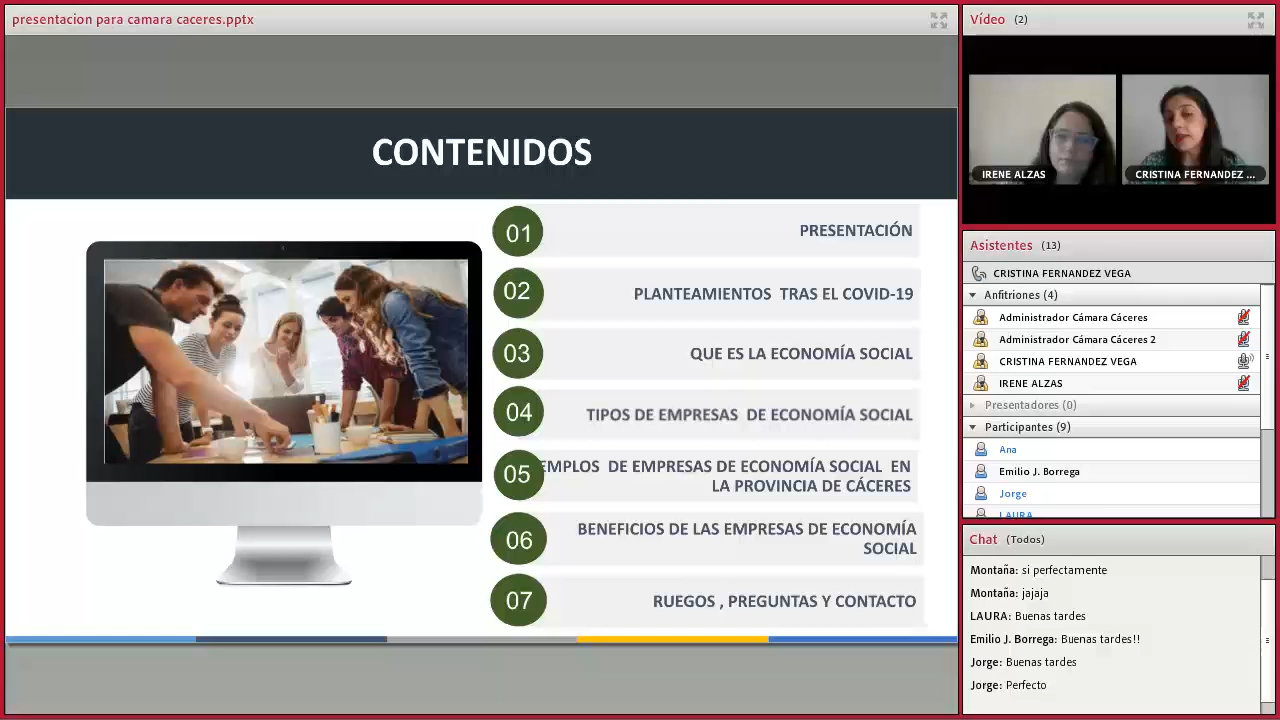 presentacion para camara caceres.pptx
CONTENIDOS
01
PRESENTACIÓN
02
PLANTEAMIENTOS TRAS EL COVID-19
03
QUE ES LA ECONOMÍA SOCIAL
04
TIPOS DE EMPRESAS DE ECONOMÍA SOCIAL
05
EMPLOS DE EMPRESAS DE ECONOMÍA SOCIAL EN
LA PROVINCIA DE CÁCERES
06
BENEFICIOS DE LAS EMPRESAS DE ECONOMÍA
SOCIAL
07
RUEGOS , PREGUNTAS Y CONTACTO
Vídeo (2)
IRENE ALZAS
CRISTINA FERNANDEZ ...
Asistentes (13)
CRISTINA FERNANDEZ VEGA
Anfitriones (4)
Administrador Cámara Cáceres
Administrador Cámara Cáceres 2
CRISTINA FERNANDEZ VEGA
IRENE ALZAS
Presentadores (0)
Participantes (9)
Ana
Emilio J. Borrega
Jorge
LAURA
Chat (Todos)
Montaña: si perfectamente
Montaña: jajaja
LAURA: Buenas tardes
Emilio J. Borrega: Buenas tardes!!
Jorge: Buenas tardes
Jorge: Perfecto